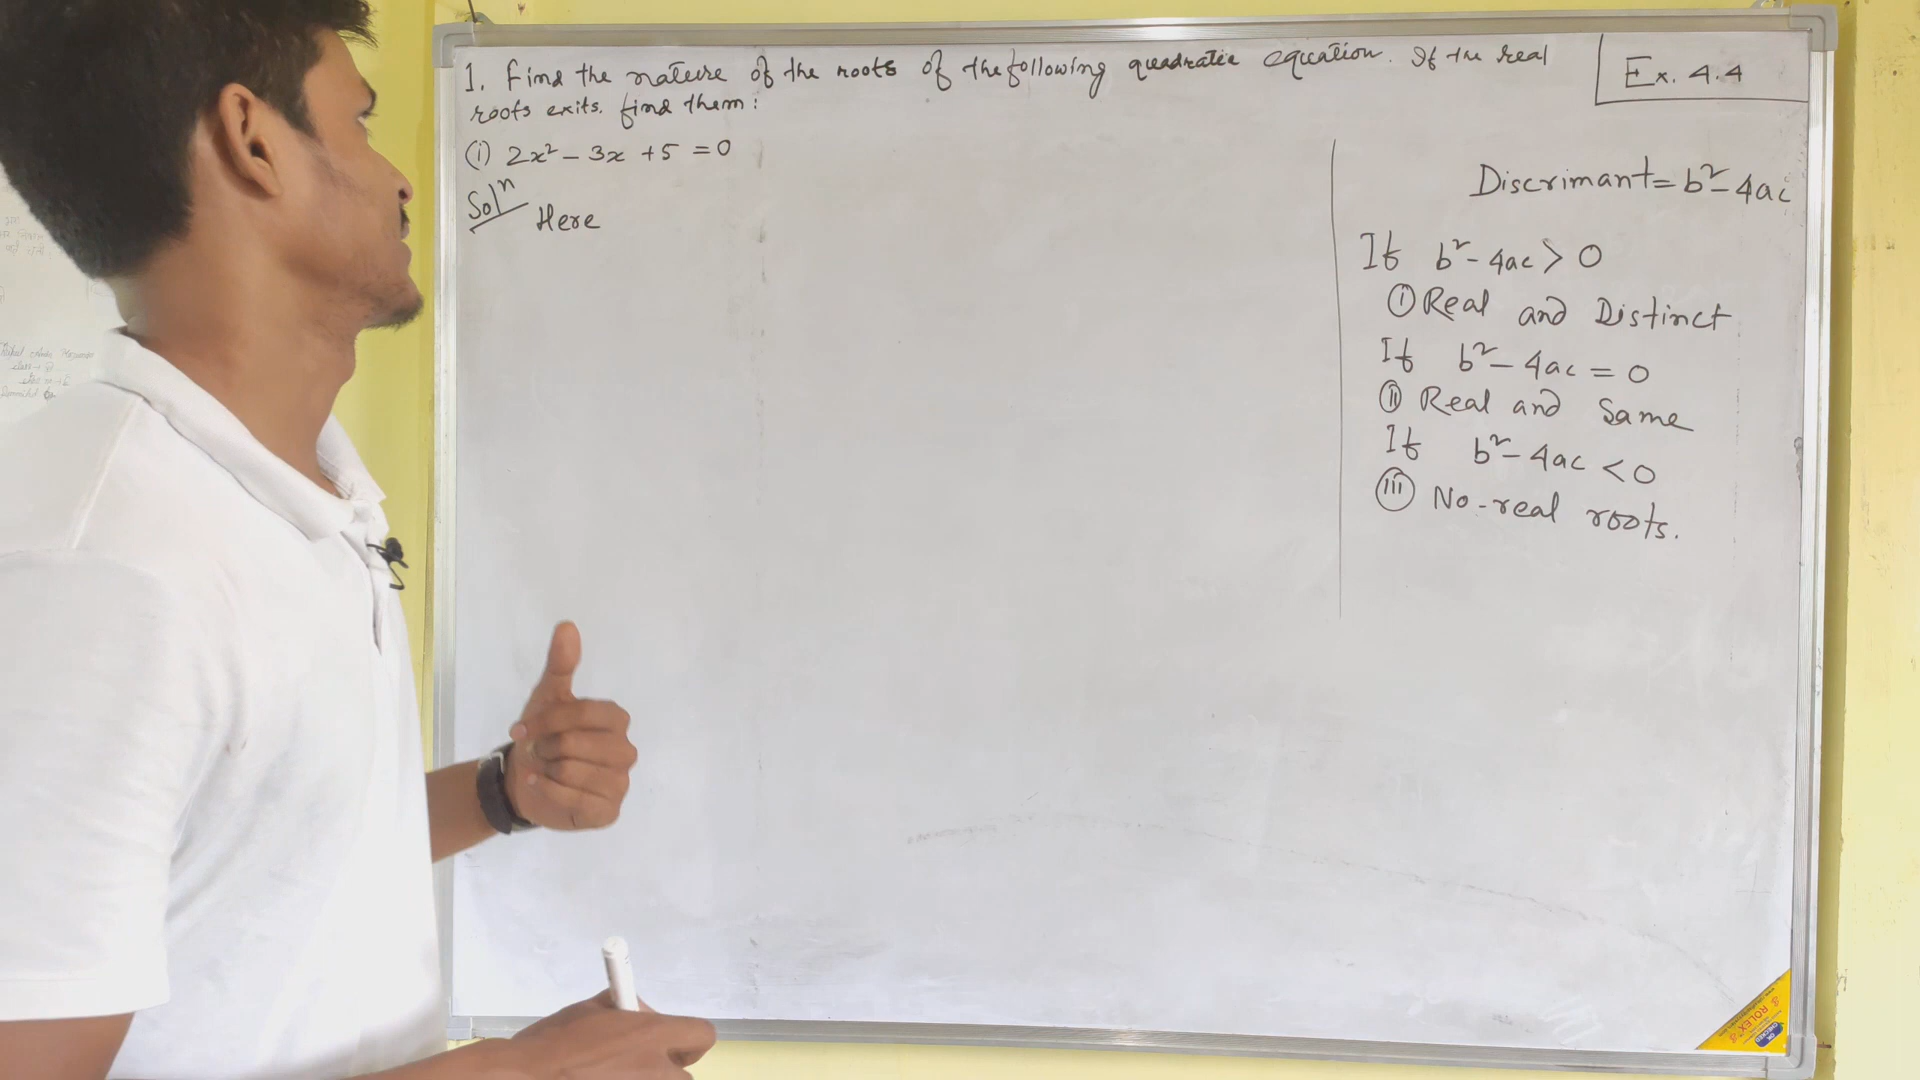 1. Find the nature of the roots of the following quadratic equation. If the real
roots exits. find them:
(i) 2x² - 3x + 5 = 0
Solⁿ
Here
Ex. 4.4
Discrimant = b² - 4ac
If b² - 4ac > 0
(i) Real and Distinct
If b² - 4ac = 0
(ii) Real and Same
If b² - 4ac < 0
(iii) No-real roots.
ROLEX